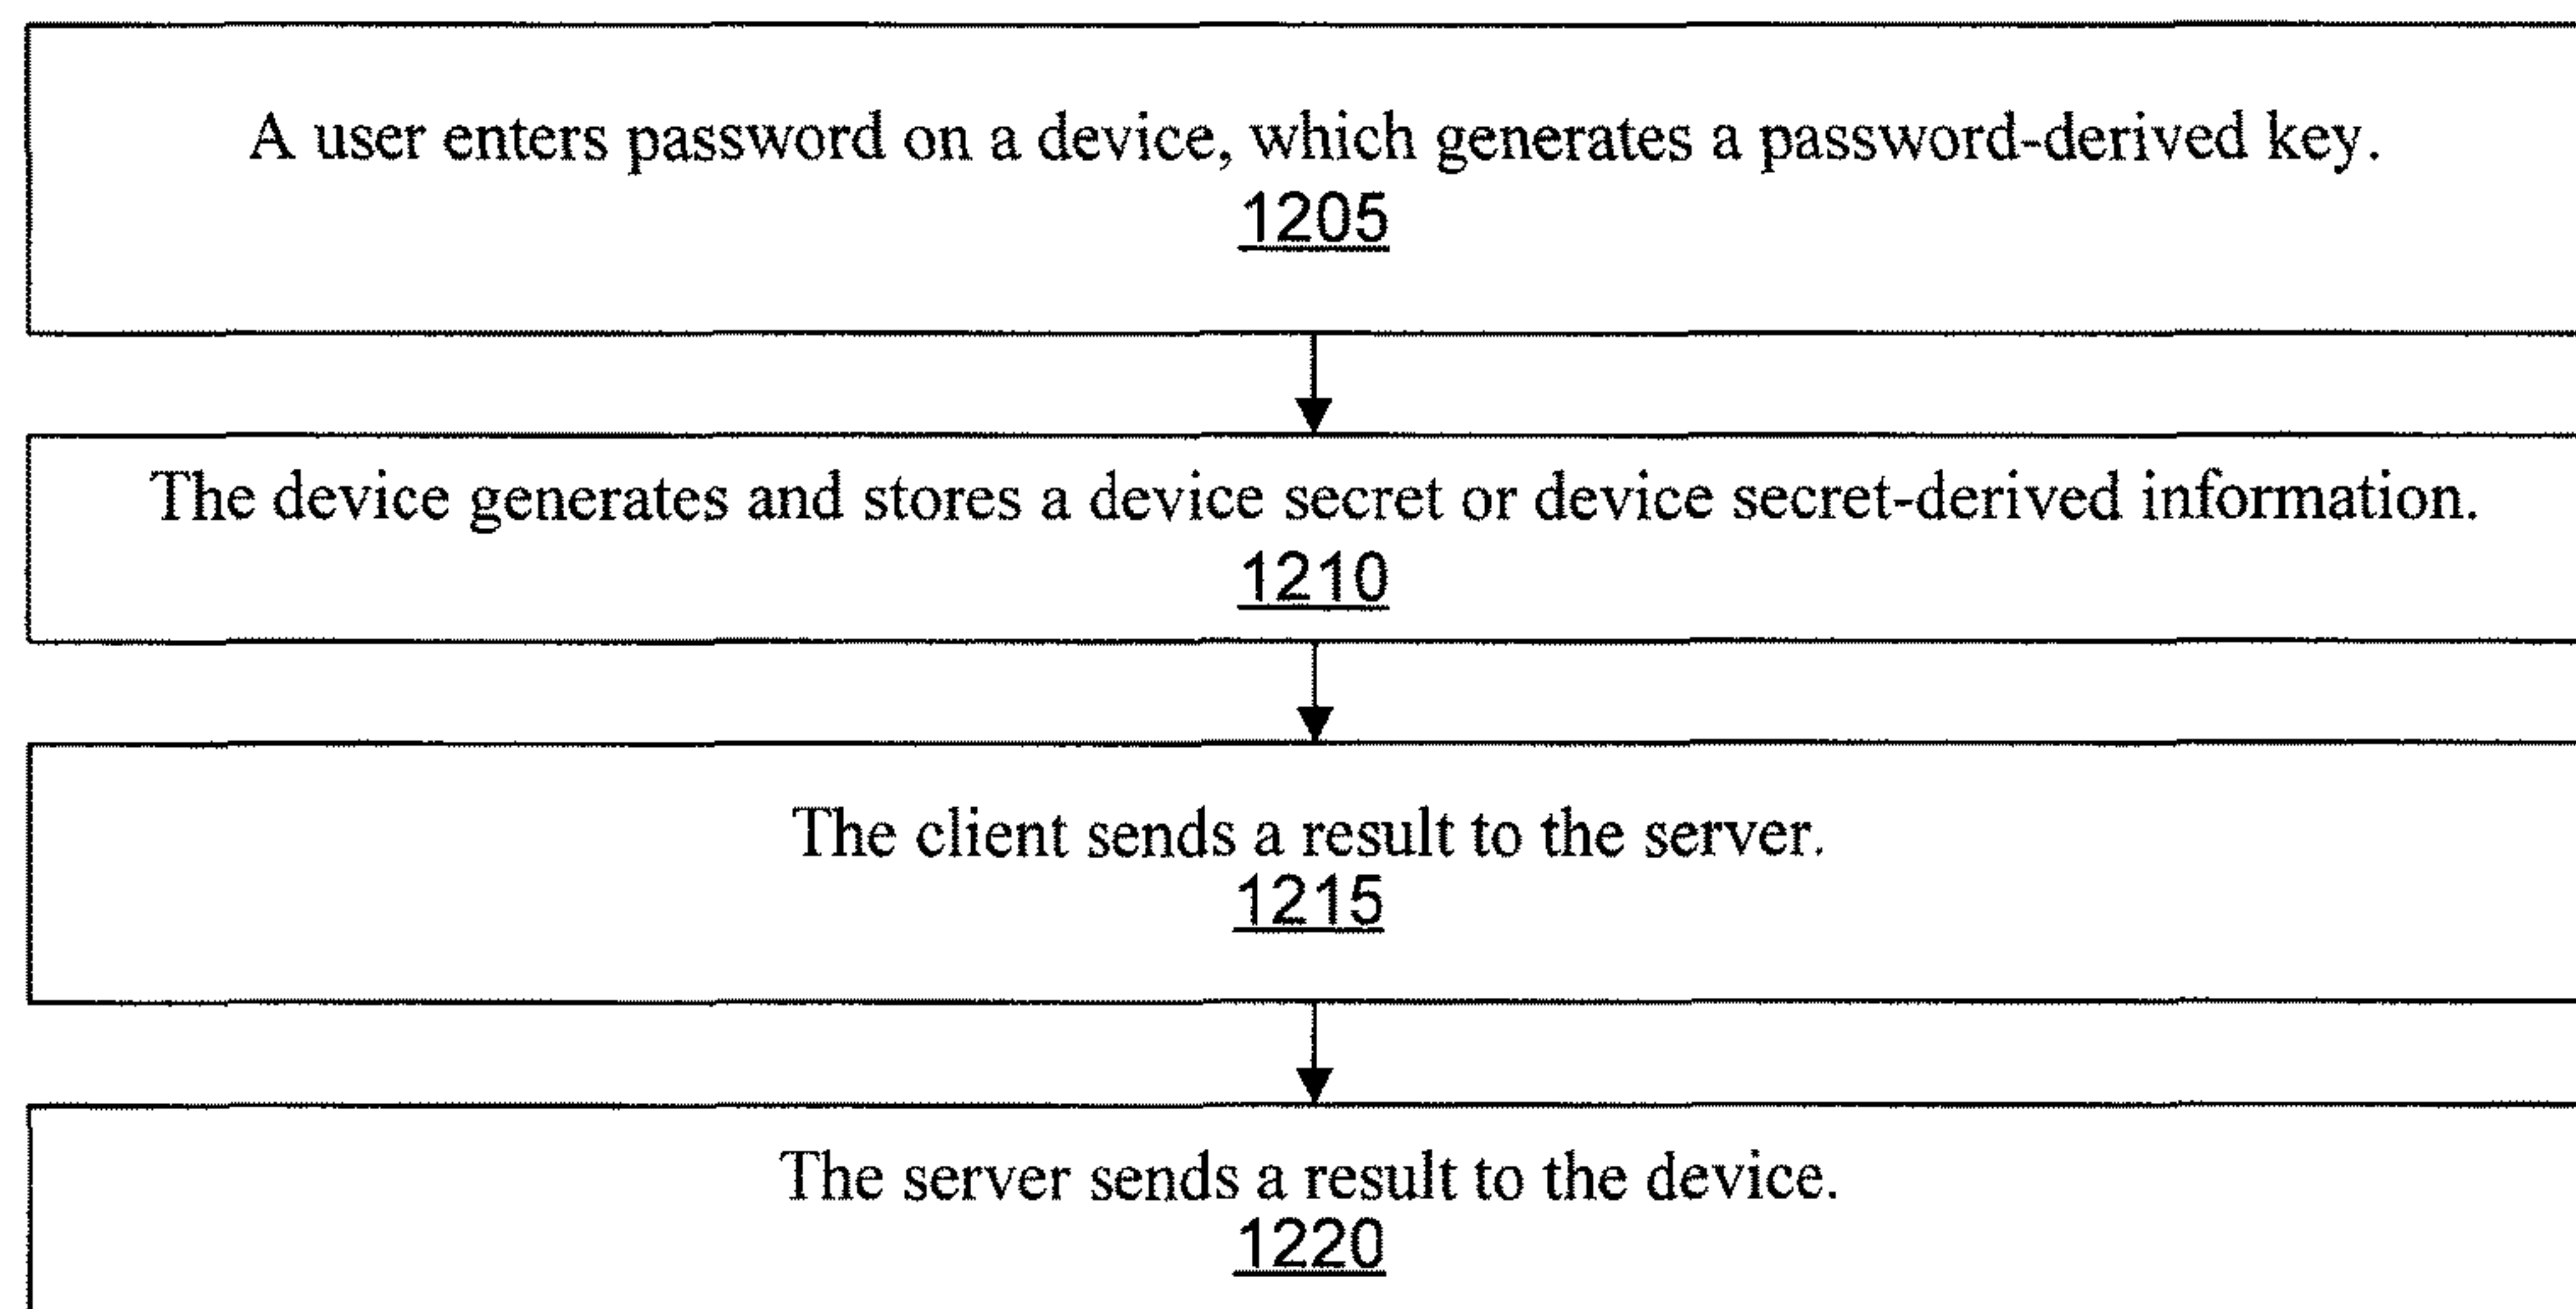 A user enters password on a device, which generates a password-derived key.
1205
The device generates and stores a device secret or device secret-derived information.
1210
The client sends a result to the server.
1215
The server sends a result to the device.
1220